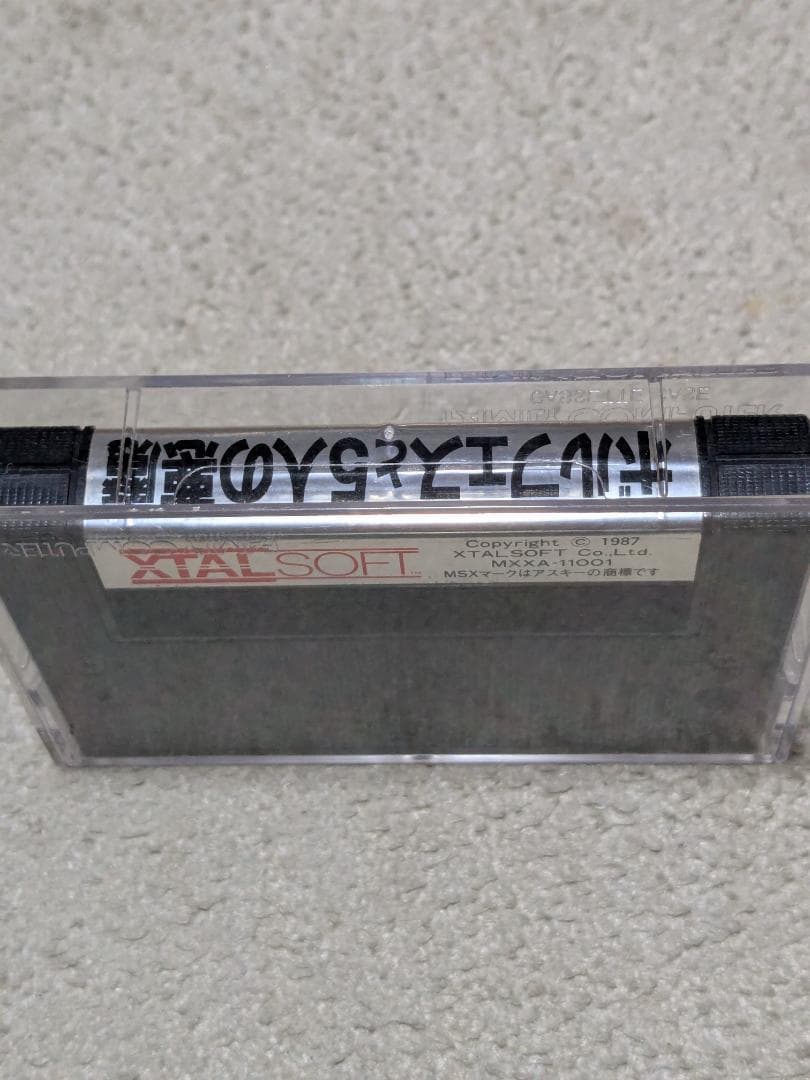 ボルフェスと5人の悪魔
XTALSOFT™
Copyright © 1987
XTALSOFT Co.,Ltd.
MXXA-11001
MSXマークはアスキーの商標です